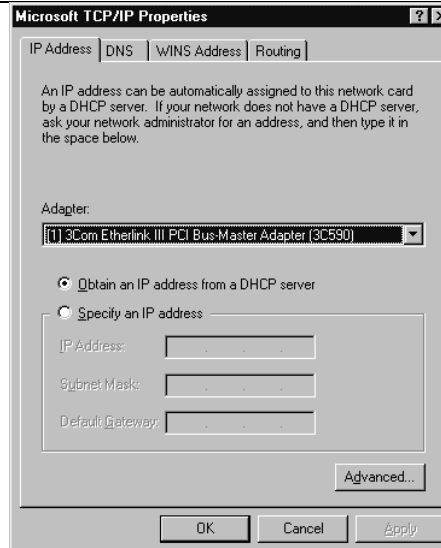 Microsoft TCP/IP Properties
IP Address DNS WINS Address Routing
An IP address can be automatically assigned to this network card
by a DHCP server. If your network does not have a DHCP server,
ask your network administrator for an address, and then type it in
the space below.
Adapter:
[1] 3Com Etherlink III PCI Bus-Master Adapter (3C590)
Obtain an IP address from a DHCP server
Specify an IP address
IP Address:
Subnet Mask:
Default Gateway:
Advanced...
OK Cancel Apply